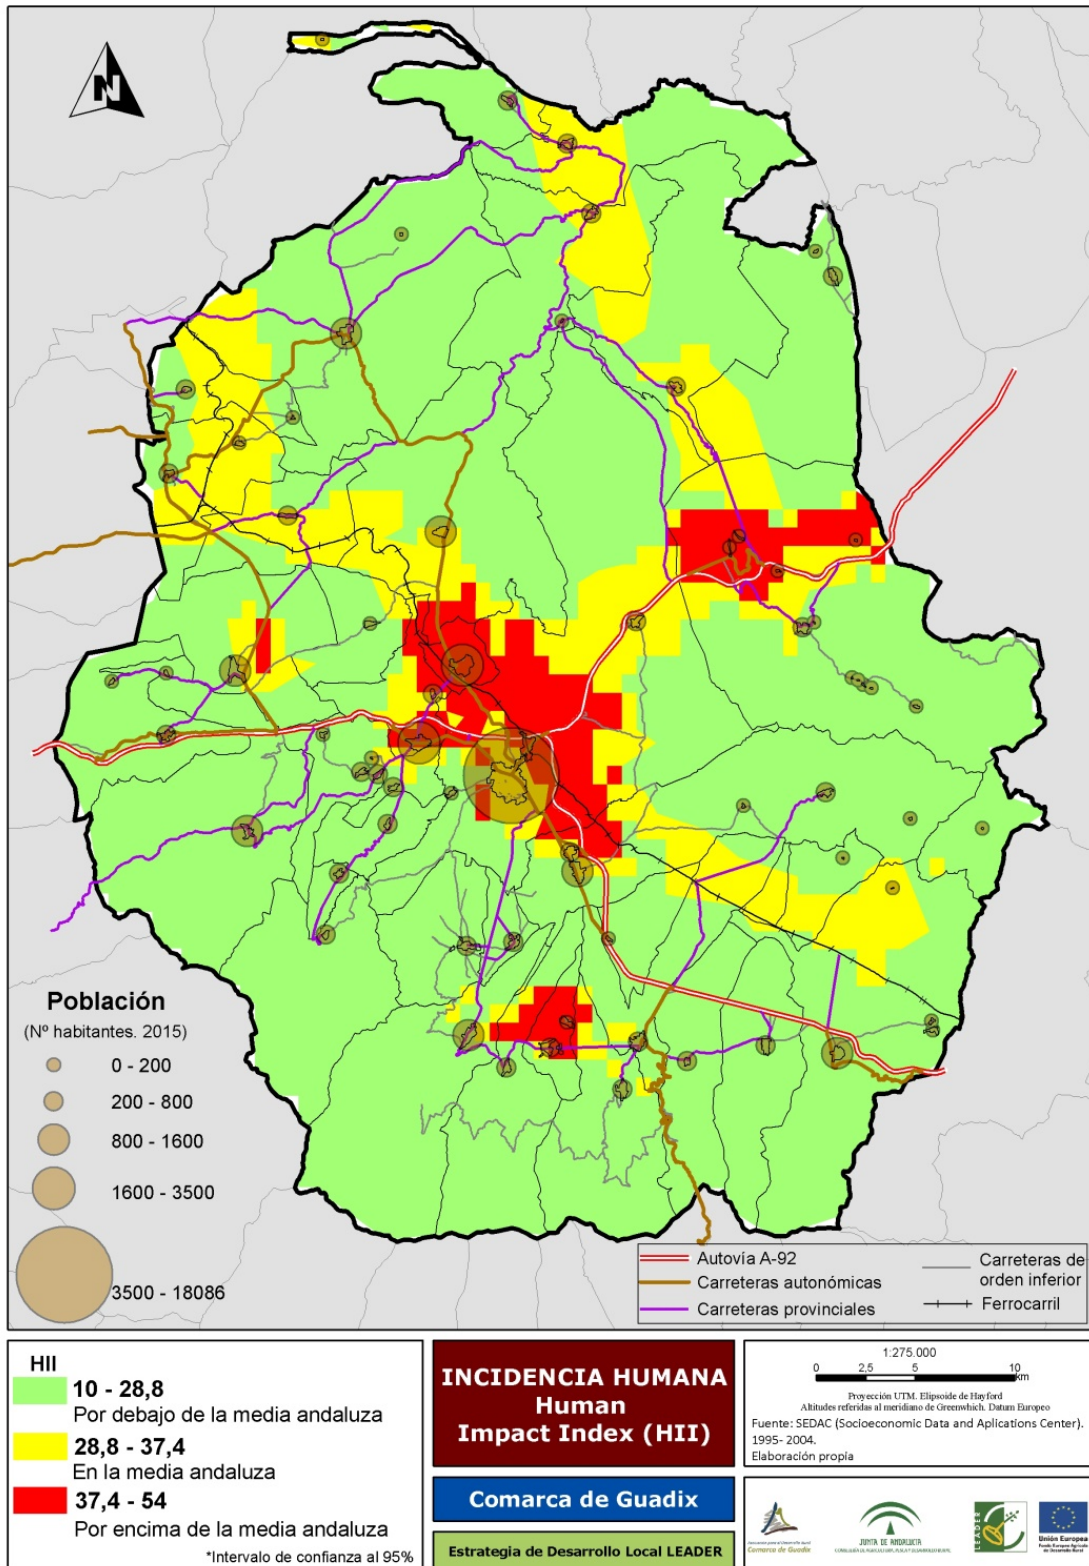 N
Población
(Nº habitantes. 2015)
0 - 200
200 - 800
800 - 1600
1600 - 3500
3500 - 18086
Autovía A-92
Carreteras autonómicas
Carreteras provinciales
Carreteras de
orden inferior
Ferrocarril
HII
10 - 28,8
Por debajo de la media andaluza
28,8 - 37,4
En la media andaluza
37,4 - 54
Por encima de la media andaluza
*Intervalo de confianza al 95%
INCIDENCIA HUMANA
Human
Impact Index (HII)
Comarca de Guadix
Estrategia de Desarrollo Local LEADER
1:275.000
0 2,5 5 10
km
Proyección UTM. Elipsoide de Hayford
Altitudes referidas al meridiano de Greenwhich. Datum Europeo
Fuente: SEDAC (Socioeconomic Data and Aplications Center).
1995- 2004.
Elaboración propia
Comarca de Guadix
JUNTA DE ANDALUCIA
LEADER
Unión Europea